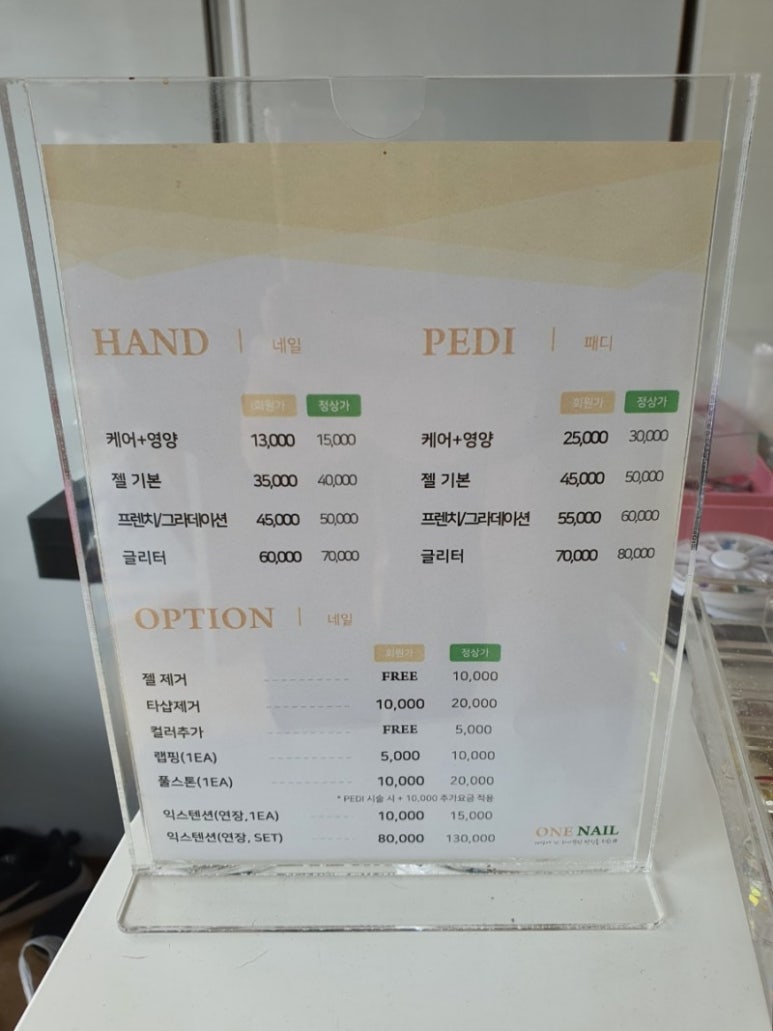 HAND | 네일
회원가 정상가
케어+영양 13,000 15,000
젤 기본 35,000 40,000
프렌치/그라데이션 45,000 50,000
글리터 60,000 70,000
PEDI | 패디
회원가 정상가
케어+영양 25,000 30,000
젤 기본 45,000 50,000
프렌치/그라데이션 55,000 60,000
글리터 70,000 80,000
OPTION | 네일
회원가 정상가
젤 제거 FREE 10,000
타샵제거 10,000 20,000
컬러추가 FREE 5,000
랩핑(1EA) 5,000 10,000
풀스톤(1EA) 10,000 20,000
* PEDI 시술 시 + 10,000 추가요금 적용
익스텐션(연장,1EA) 10,000 15,000
익스텐션(연장, SET) 80,000 130,000
ONE NAIL